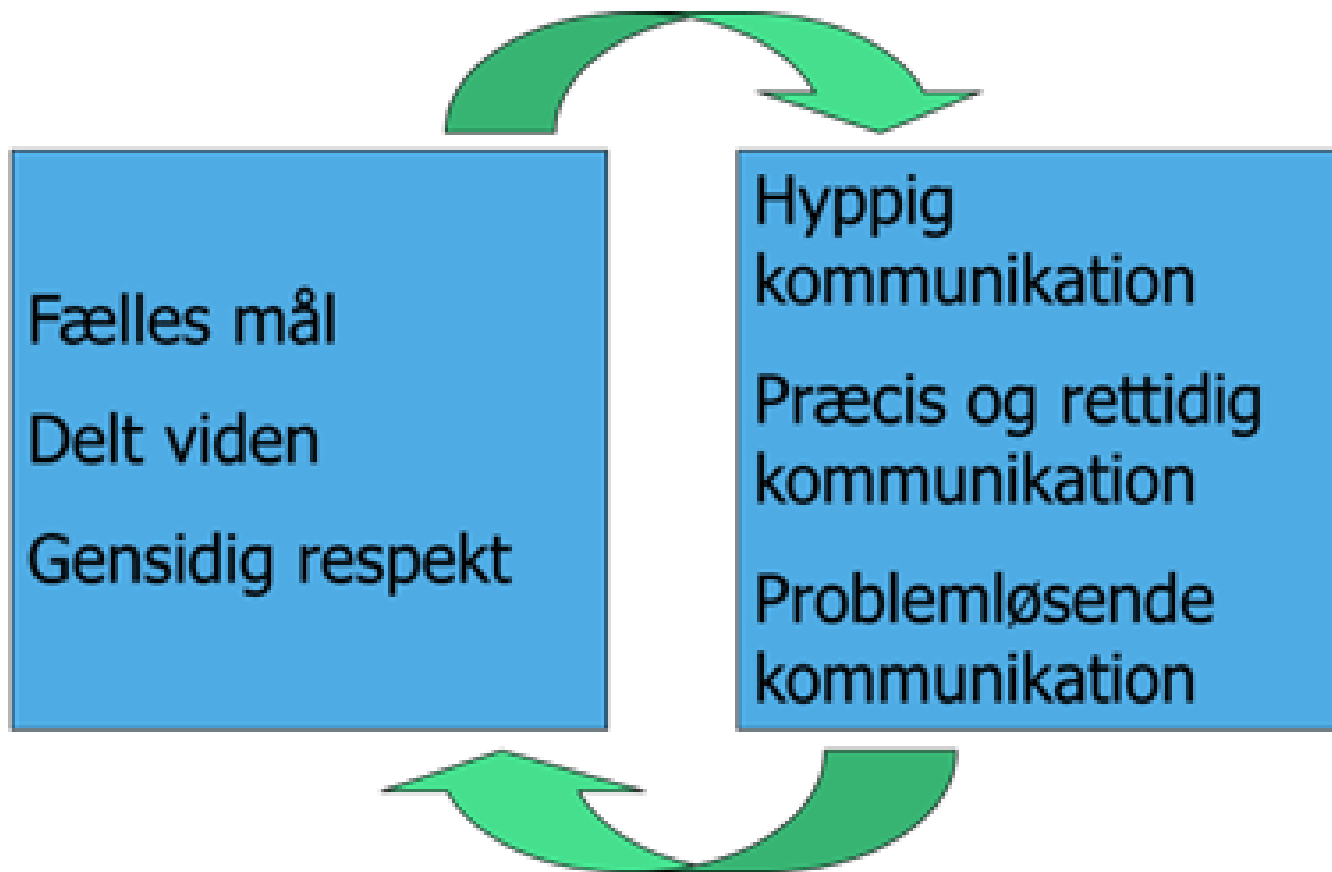 Fælles mål
Delt viden
Gensidig respekt
Hyppig
kommunikation
Præcis og rettidig
kommunikation
Problemløsende
kommunikation